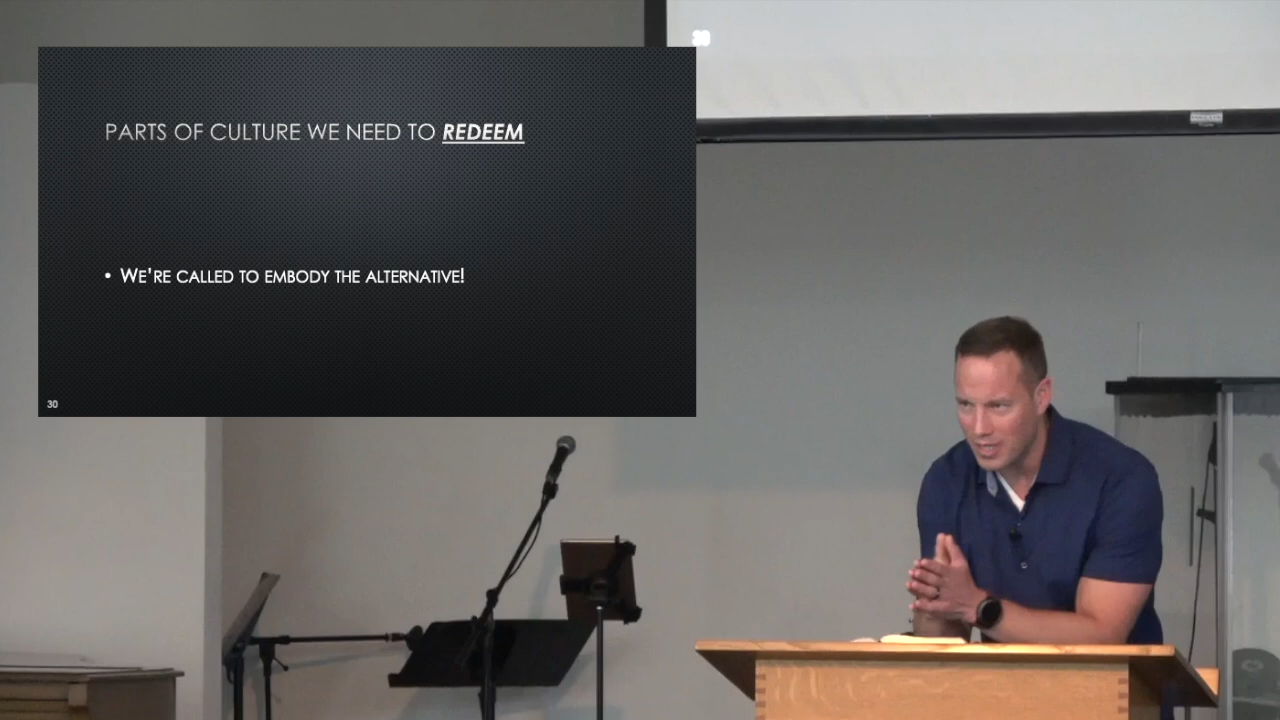 PARTS OF CULTURE WE NEED TO REDEEM
• WE'RE CALLED TO EMBODY THE ALTERNATIVE!
30